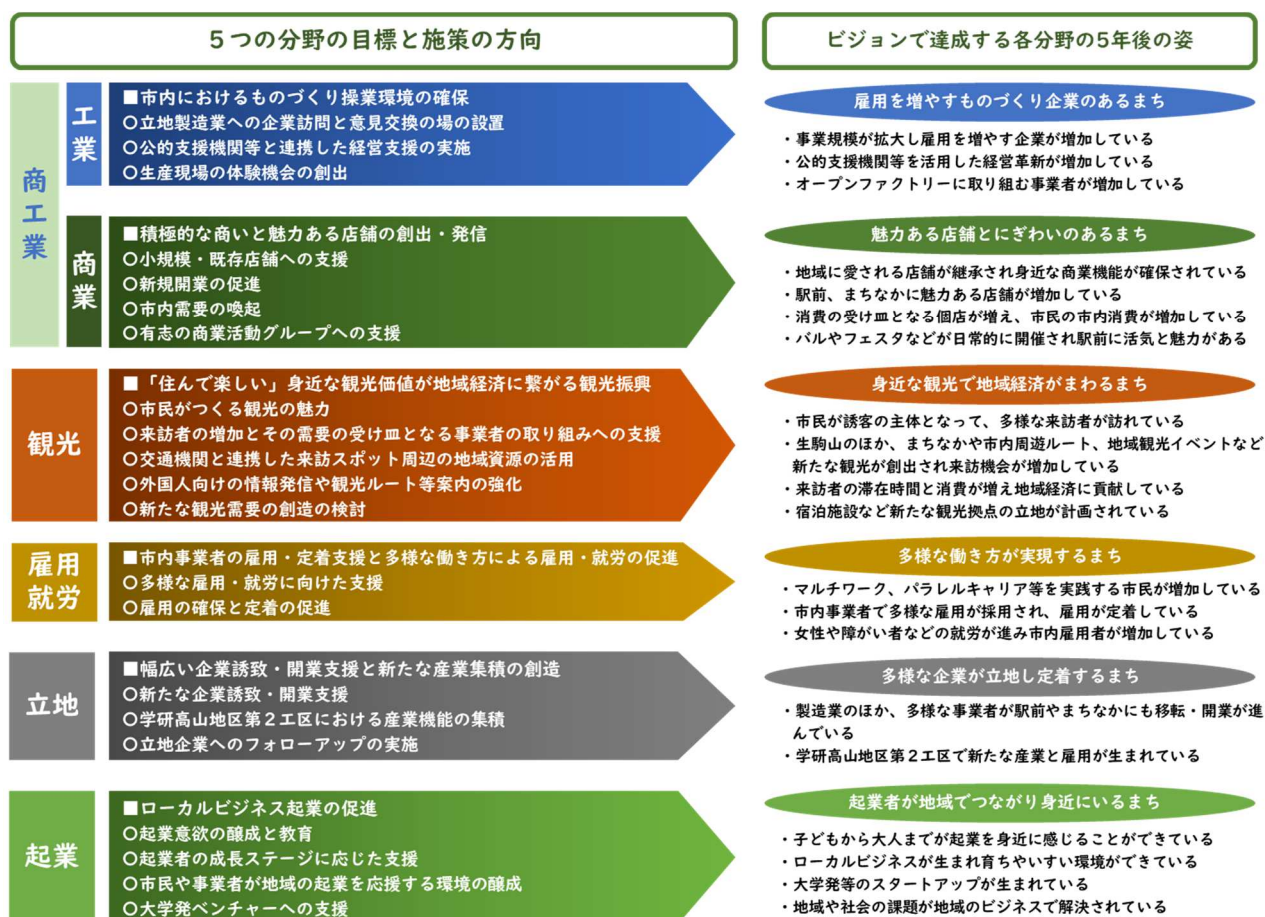 ５つの分野の目標と施策の方向
ビジョンで達成する各分野の5年後の姿
商工業
工業
■市内におけるものづくり操業環境の確保
○立地製造業への企業訪問と意見交換の場の設置
○公的支援機関等と連携した経営支援の実施
○生産現場の体験機会の創出
雇用を増やすものづくり企業のあるまち
・事業規模が拡大し雇用を増やす企業が増加している
・公的支援機関等を活用した経営革新が増加している
・オープンファクトリーに取り組む事業者が増加している
商業
■積極的な商いと魅力ある店舗の創出・発信
○小規模・既存店舗への支援
○新規開業の促進
○市内需要の喚起
○有志の商業活動グループへの支援
魅力ある店舗とにぎわいのあるまち
・地域に愛される店舗が継承され身近な商業機能が確保されている
・駅前、まちなかに魅力ある店舗が増加している
・消費の受け皿となる個店が増え、市民の市内消費が増加している
・バルやフェスタなどが日常的に開催され駅前に活気と魅力がある
観光
■「住んで楽しい」身近な観光価値が地域経済に繋がる観光振興
○市民がつくる観光の魅力
○来訪者の増加とその需要の受け皿となる事業者の取り組みへの支援
○交通機関と連携した来訪スポット周辺の地域資源の活用
○外国人向けの情報発信や観光ルート等案内の強化
○新たな観光需要の創造の検討
身近な観光で地域経済がまわるまち
・市民が誘客の主体となって、多様な来訪者が訪れている
・生駒山のほか、まちなかや市内周遊ルート、地域観光イベントなど
新たな観光が創出され来訪機会が増加している
・来訪者の滞在時間と消費が増え地域経済に貢献している
・宿泊施設など新たな観光拠点の立地が計画されている
雇用
就労
■市内事業者の雇用・定着支援と多様な働き方による雇用・就労の促進
○多様な雇用・就労に向けた支援
○雇用の確保と定着の促進
多様な働き方が実現するまち
・マルチワーク、パラレルキャリア等を実践する市民が増加している
・市内事業者で多様な雇用が採用され、雇用が定着している
・女性や障がい者などの就労が進み市内雇用者が増加している
立地
■幅広い企業誘致・開業支援と新たな産業集積の創造
○新たな企業誘致・開業支援
○学研高山地区第２工区における産業機能の集積
○立地企業へのフォローアップの実施
多様な企業が立地し定着するまち
・製造業のほか、多様な事業者が駅前やまちなかにも移転・開業が進
んでいる
・学研高山地区第２工区で新たな産業と雇用が生まれている
起業
■ローカルビジネス起業の促進
○起業意欲の醸成と教育
○起業者の成長ステージに応じた支援
○市民や事業者が地域の起業を応援する環境の醸成
○大学発ベンチャーへの支援
起業者が地域でつながり身近にいるまち
・子どもから大人までが起業を身近に感じることができている
・ローカルビジネスが生まれ育ちやいすい環境ができている
・大学発等のスタートアップが生まれている
・地域や社会の課題が地域のビジネスで解決されている